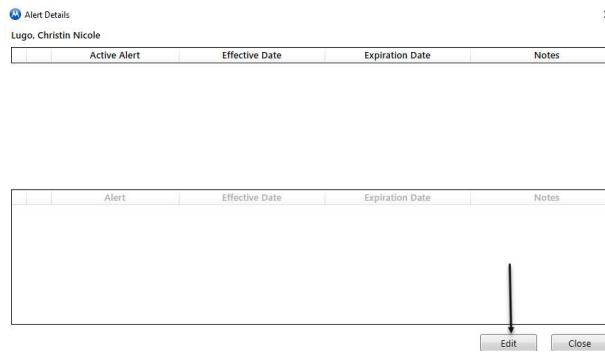 Alert Details
Lugo, Christin Nicole
Active Alert Effective Date Expiration Date Notes
Alert Effective Date Expiration Date Notes
Edit Close